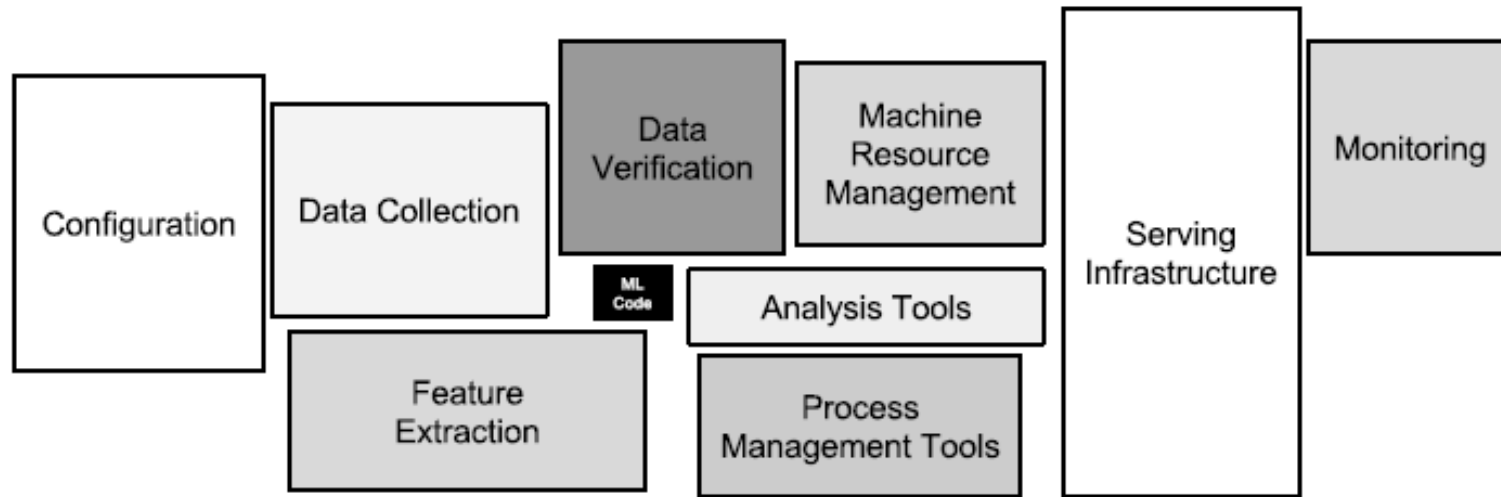 Configuration
Data Collection
Data
Verification
Machine
Resource
Management
Monitoring
Serving
Infrastructure
ML
Code
Analysis Tools
Feature
Extraction
Process
Management Tools